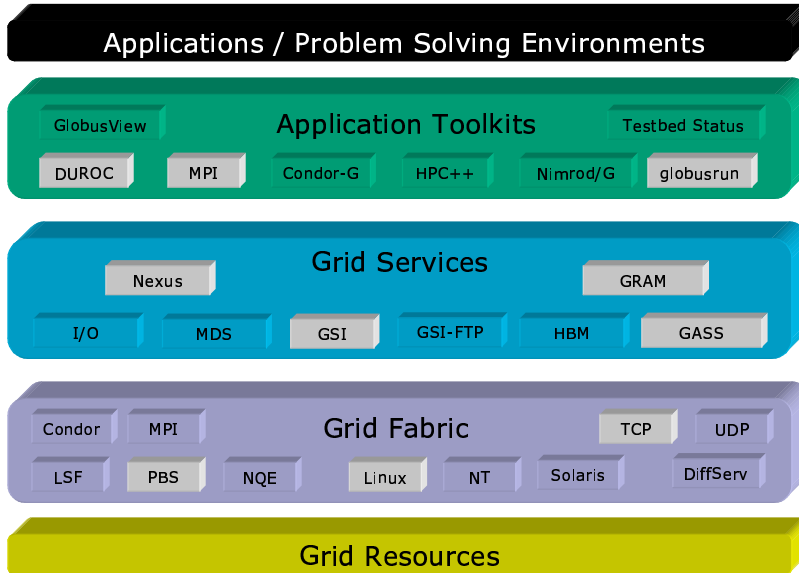 Applications / Problem Solving Environments
Application Toolkits
GlobusView
Testbed Status
DUROC
MPI
Condor-G
HPC++
Nimrod/G
globusrun
Grid Services
Nexus
GRAM
I/O
MDS
GSI
GSI-FTP
HBM
GASS
Grid Fabric
Condor
MPI
TCP
UDP
LSF
PBS
NQE
Linux
NT
Solaris
DiffServ
Grid Resources